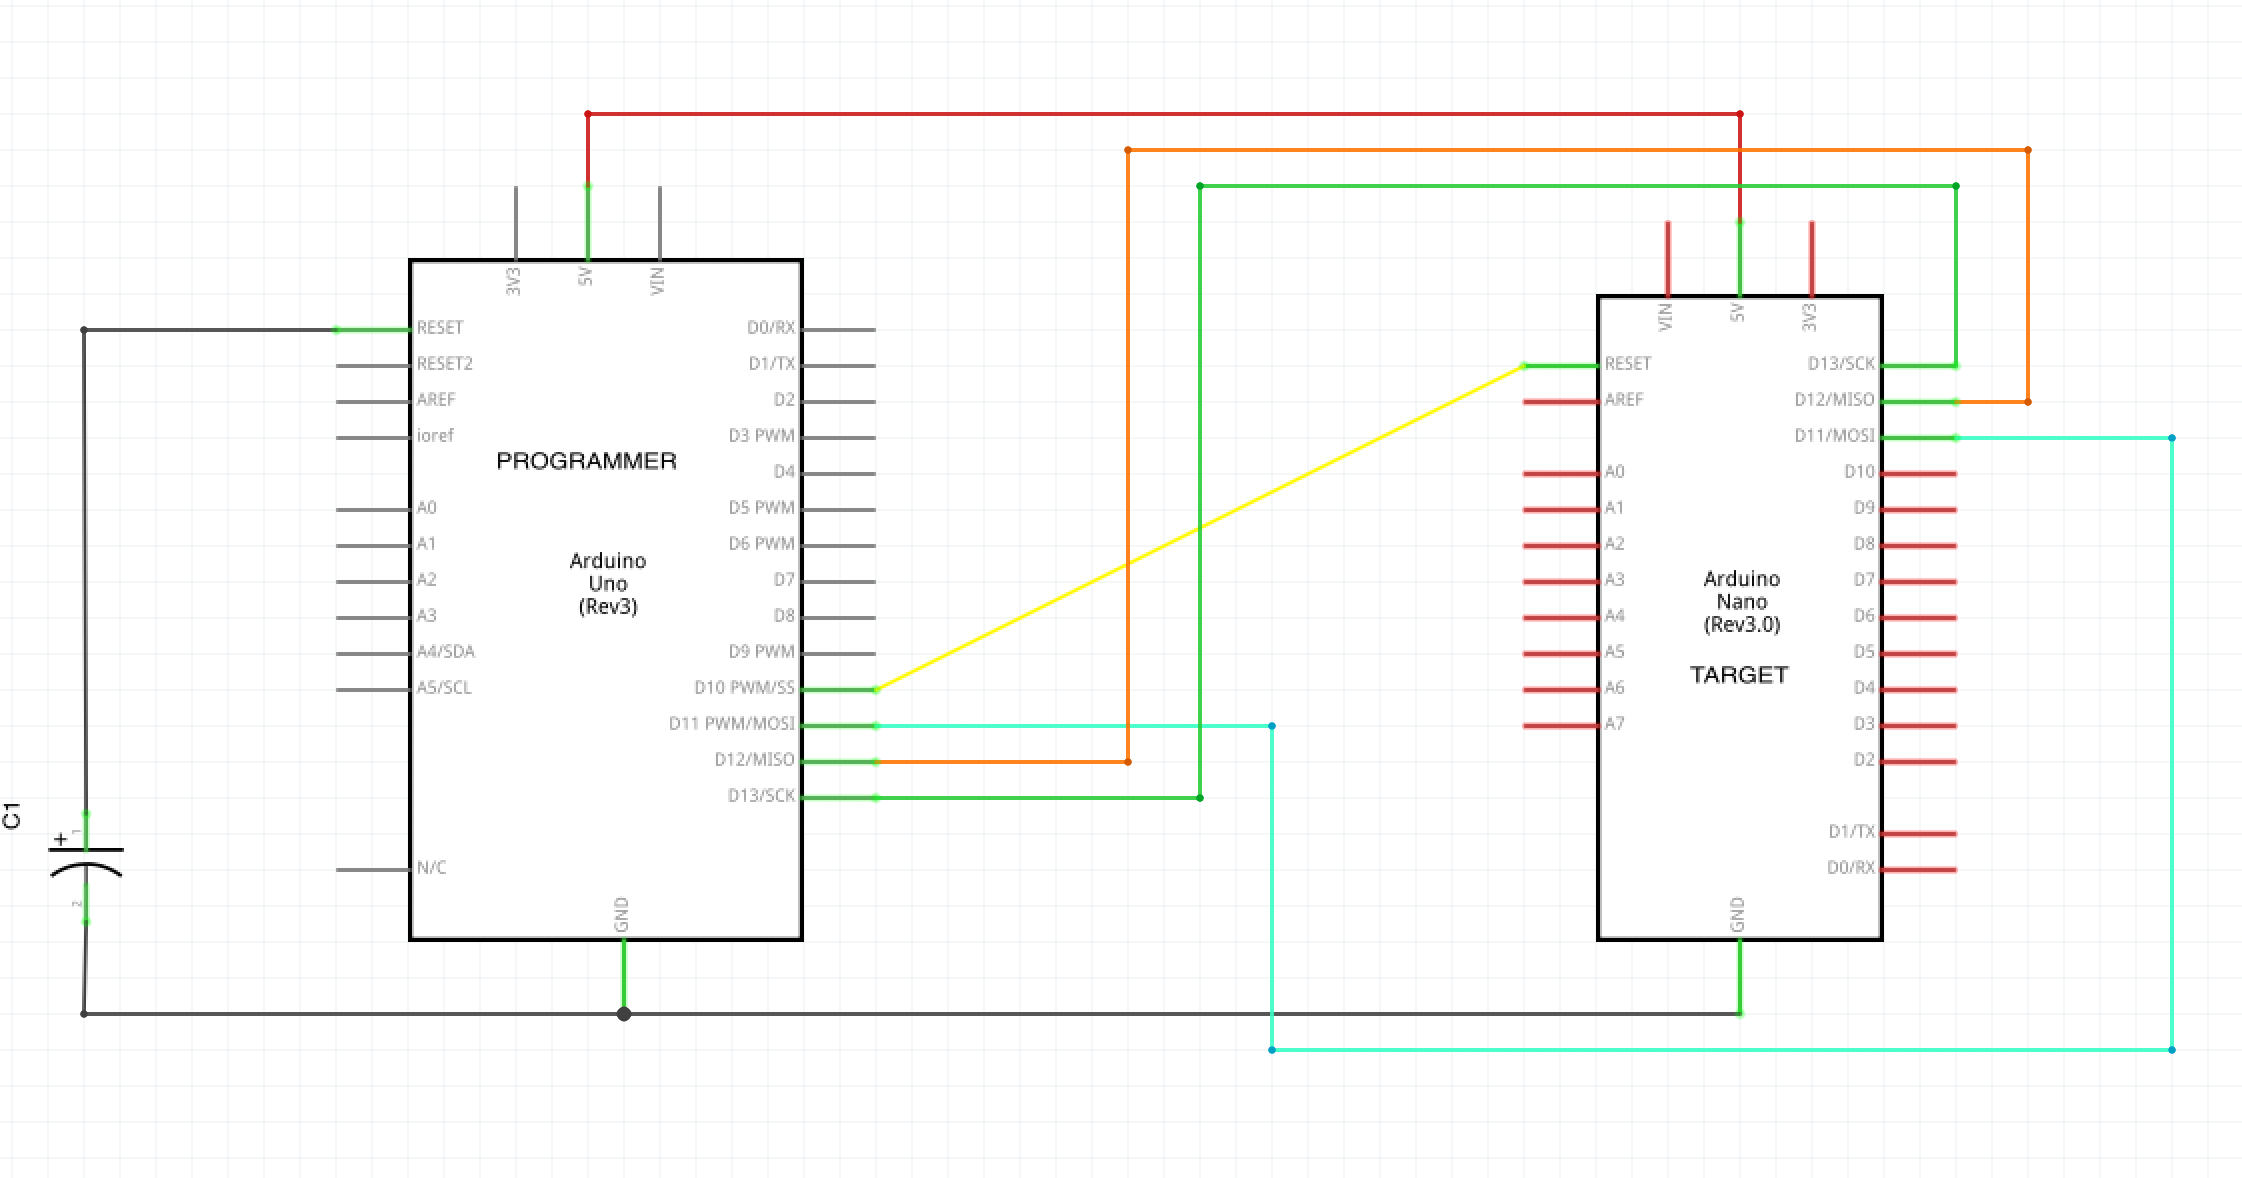 3V3
5V
VIN
RESET
RESET2
AREF
ioref
A0
A1
A2
A3
A4/SDA
A5/SCL
N/C
PROGRAMMER
Arduino
Uno
(Rev3)
D0/RX
D1/TX
D2
D3 PWM
D4
D5 PWM
D6 PWM
D7
D8
D9 PWM
D10 PWM/SS
D11 PWM/MOSI
D12/MISO
D13/SCK
GND
C1
+
1
2
VIN
5V
3V3
RESET
AREF
A0
A1
A2
A3
A4
A5
A6
A7
Arduino
Nano
(Rev3.0)
TARGET
D13/SCK
D12/MISO
D11/MOSI
D10
D9
D8
D7
D6
D5
D4
D3
D2
D1/TX
D0/RX
GND